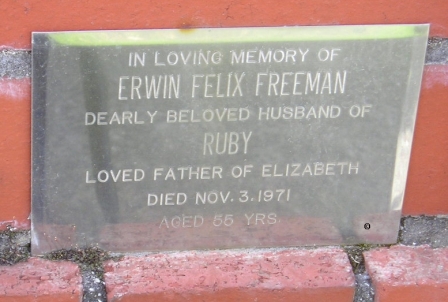 IN LOVING MEMORY OF
ERWIN FELIX FREEMAN
DEARLY BELOVED HUSBAND OF
RUBY
LOVED FATHER OF ELIZABETH
DIED NOV. 3. 1971
AGED 55 YRS.